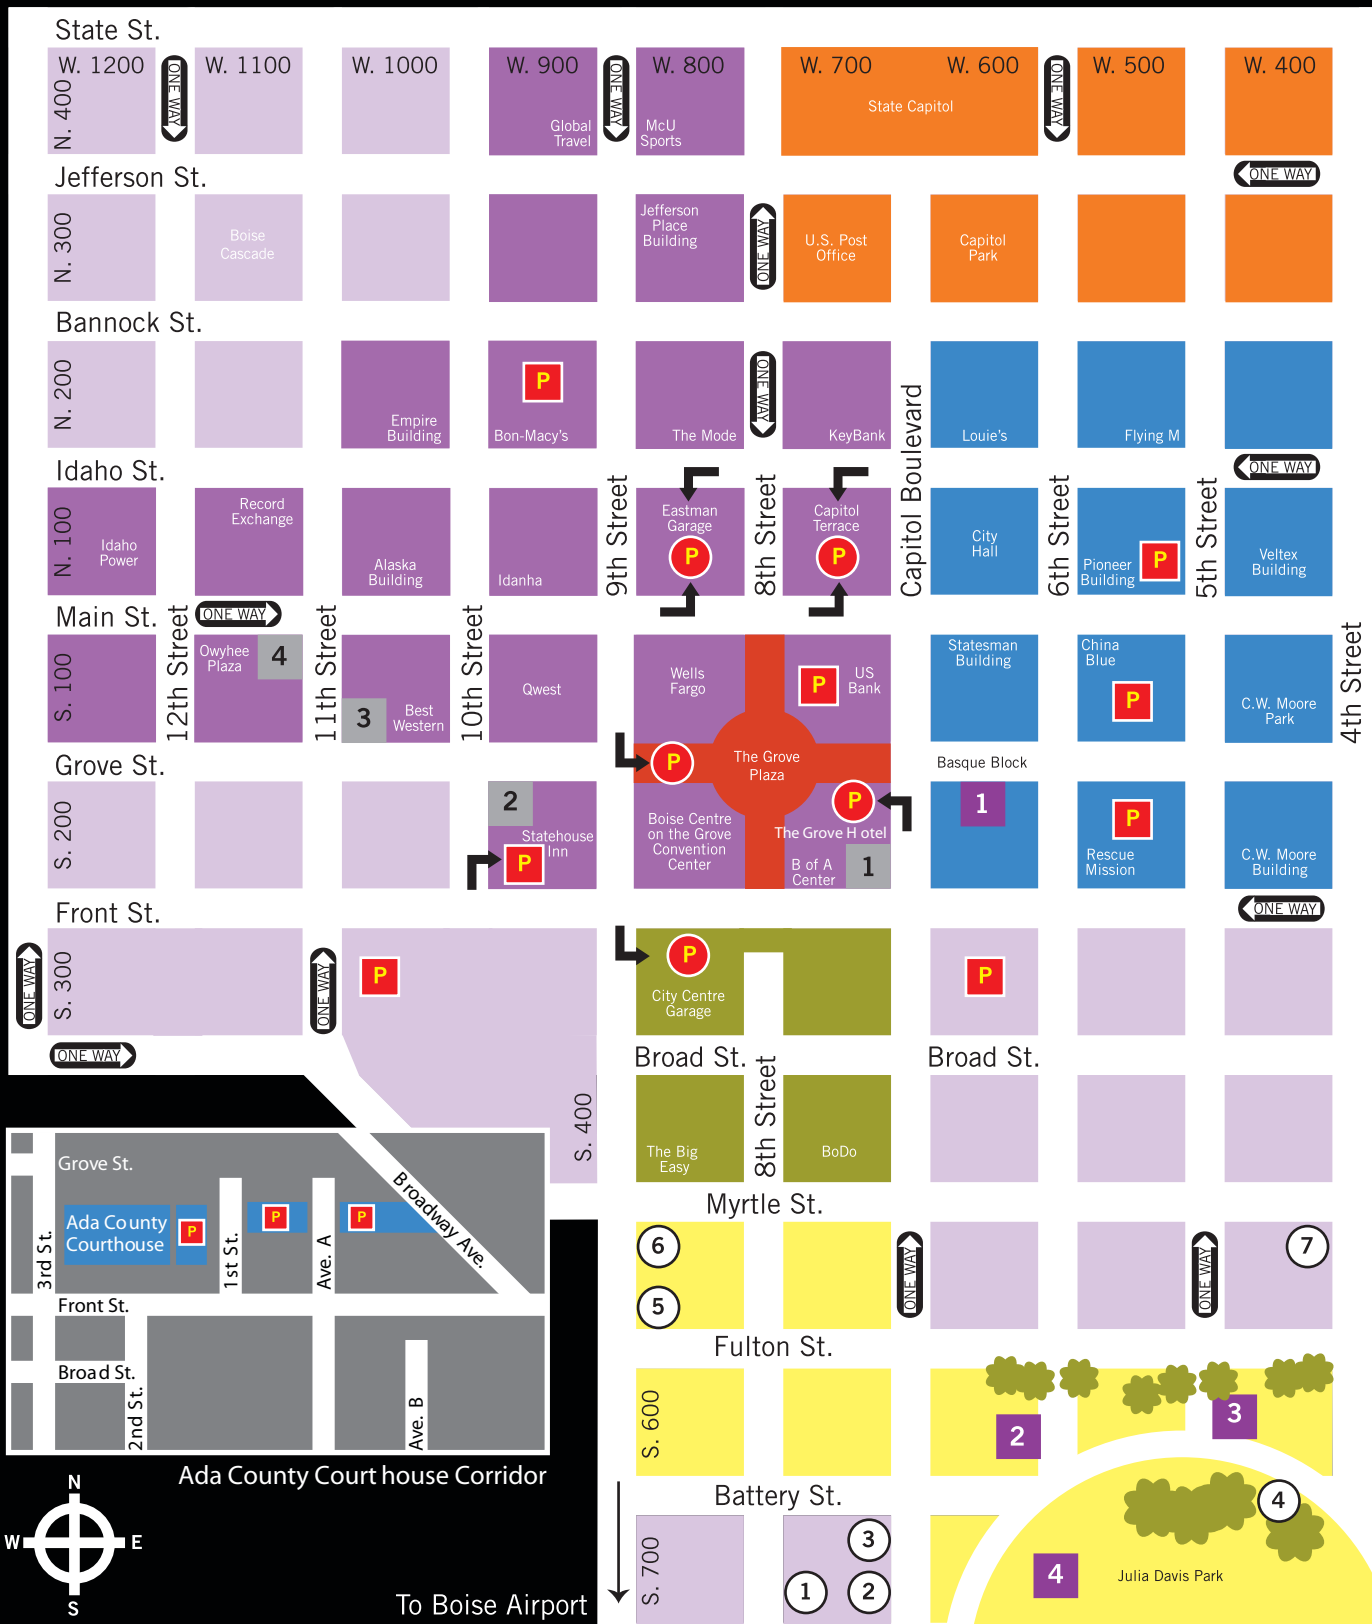 State St.
W. 1200
W. 1100
W. 1000
W. 900
W. 800
W. 700
W. 600
W. 500
W. 400
N. 400
ONE WAY
ONE WAY
ONE WAY
State Capitol
Global
Travel
McU
Sports
Jefferson St.
ONE WAY
N. 300
Boise
Cascade
Jefferson
Place
Building
ONE WAY
U.S. Post
Office
Capitol
Park
Bannock St.
N. 200
Empire
Building
P
Bon-Macy's
The Mode
ONE WAY
KeyBank
Capitol Boulevard
Louie's
Flying M
Idaho St.
ONE WAY
N. 100
Idaho
Power
Record
Exchange
Alaska
Building
Idanha
9th Street
Eastman
Garage
P
8th Street
Capitol
Terrace
P
City
Hall
6th Street
Pioneer
Building
P
5th Street
Veltex
Building
Main St.
ONE WAY
S. 100
12th Street
Owyhee
Plaza
4
11th Street
3
Best
Western
10th Street
Qwest
Wells
Fargo
P
US
Bank
Statesman
Building
China
Blue
P
C.W. Moore
Park
4th Street
Grove St.
P
The Grove
Plaza
Basque Block
S. 200
2
Statehouse
Inn
P
Boise Centre
on the Grove
Convention
Center
P
The Grove H otel
B of A
Center
1
1
P
Rescue
Mission
C.W. Moore
Building
Front St.
ONE WAY
ONE WAY
S. 300
ONE WAY
P
P
City Centre
Garage
P
ONE WAY
Broad St.
Broad St.
S. 400
The Big
Easy
8th Street
BoDo
Myrtle St.
6
5
ONE WAY
ONE WAY
7
Fulton St.
S. 600
2
3
Battery St.
S. 700
3
1
2
4
4
Julia Davis Park
Grove St.
Ada County
Courthouse
P
P
P
Broadway Ave.
3rd St.
1st St.
Ave. A
Front St.
Broad St.
2nd St.
Ave. B
Ada County Court house Corridor
N
W
E
S
To Boise Airport